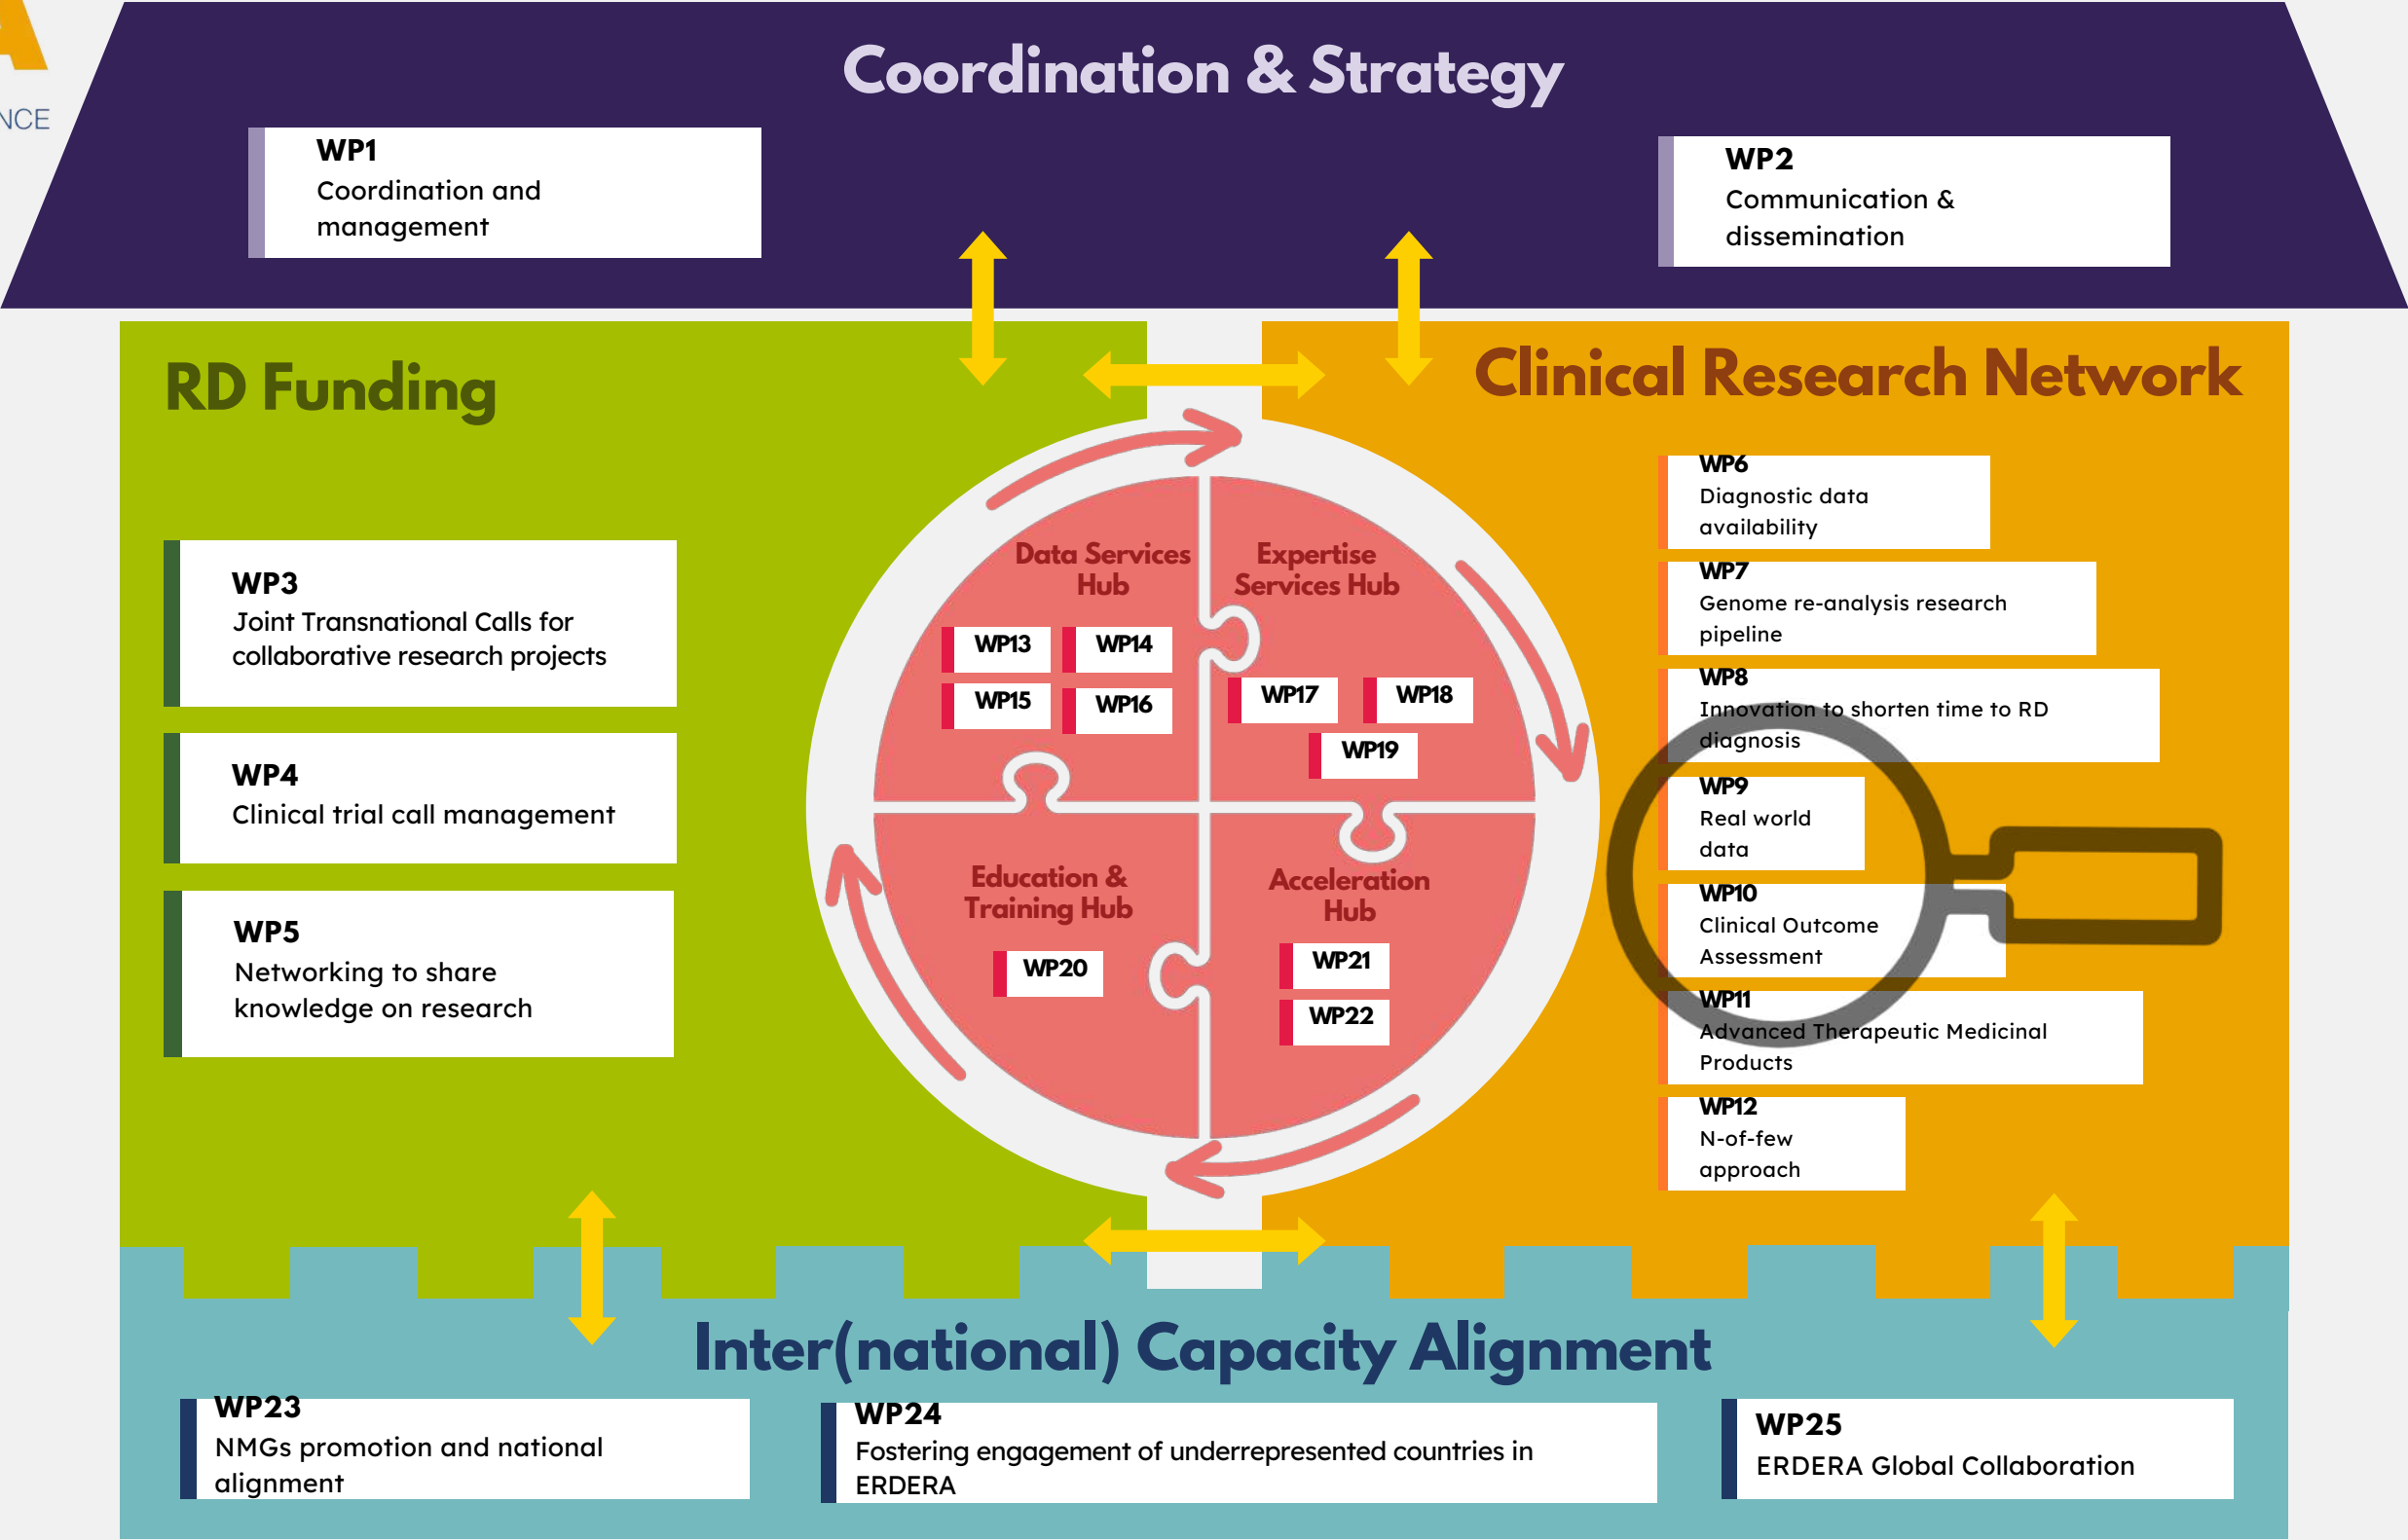 A
NCE
Coordination & Strategy
WP1
Coordination and
management
WP2
Communication &
dissemination
RD Funding
WP3
Joint Transnational Calls for
collaborative research projects
WP4
Clinical trial call management
WP5
Networking to share
knowledge on research
Data Services
Hub
WP13
WP14
WP15
WP16
Expertise
Services Hub
WP17
WP18
WP19
Education &
Training Hub
WP20
Acceleration
Hub
WP21
WP22
Clinical Research Network
WP6
Diagnostic data
availability
WP7
Genome re-analysis research
pipeline
WP8
Innovation to shorten time to RD
diagnosis
WP9
Real world
data
WP10
Clinical Outcome
Assessment
WP11
Advanced Therapeutic Medicinal
Products
WP12
N-of-few
approach
Inter(national) Capacity Alignment
WP23
NMGs promotion and national
alignment
WP24
Fostering engagement of underrepresented countries in
ERDERA
WP25
ERDERA Global Collaboration